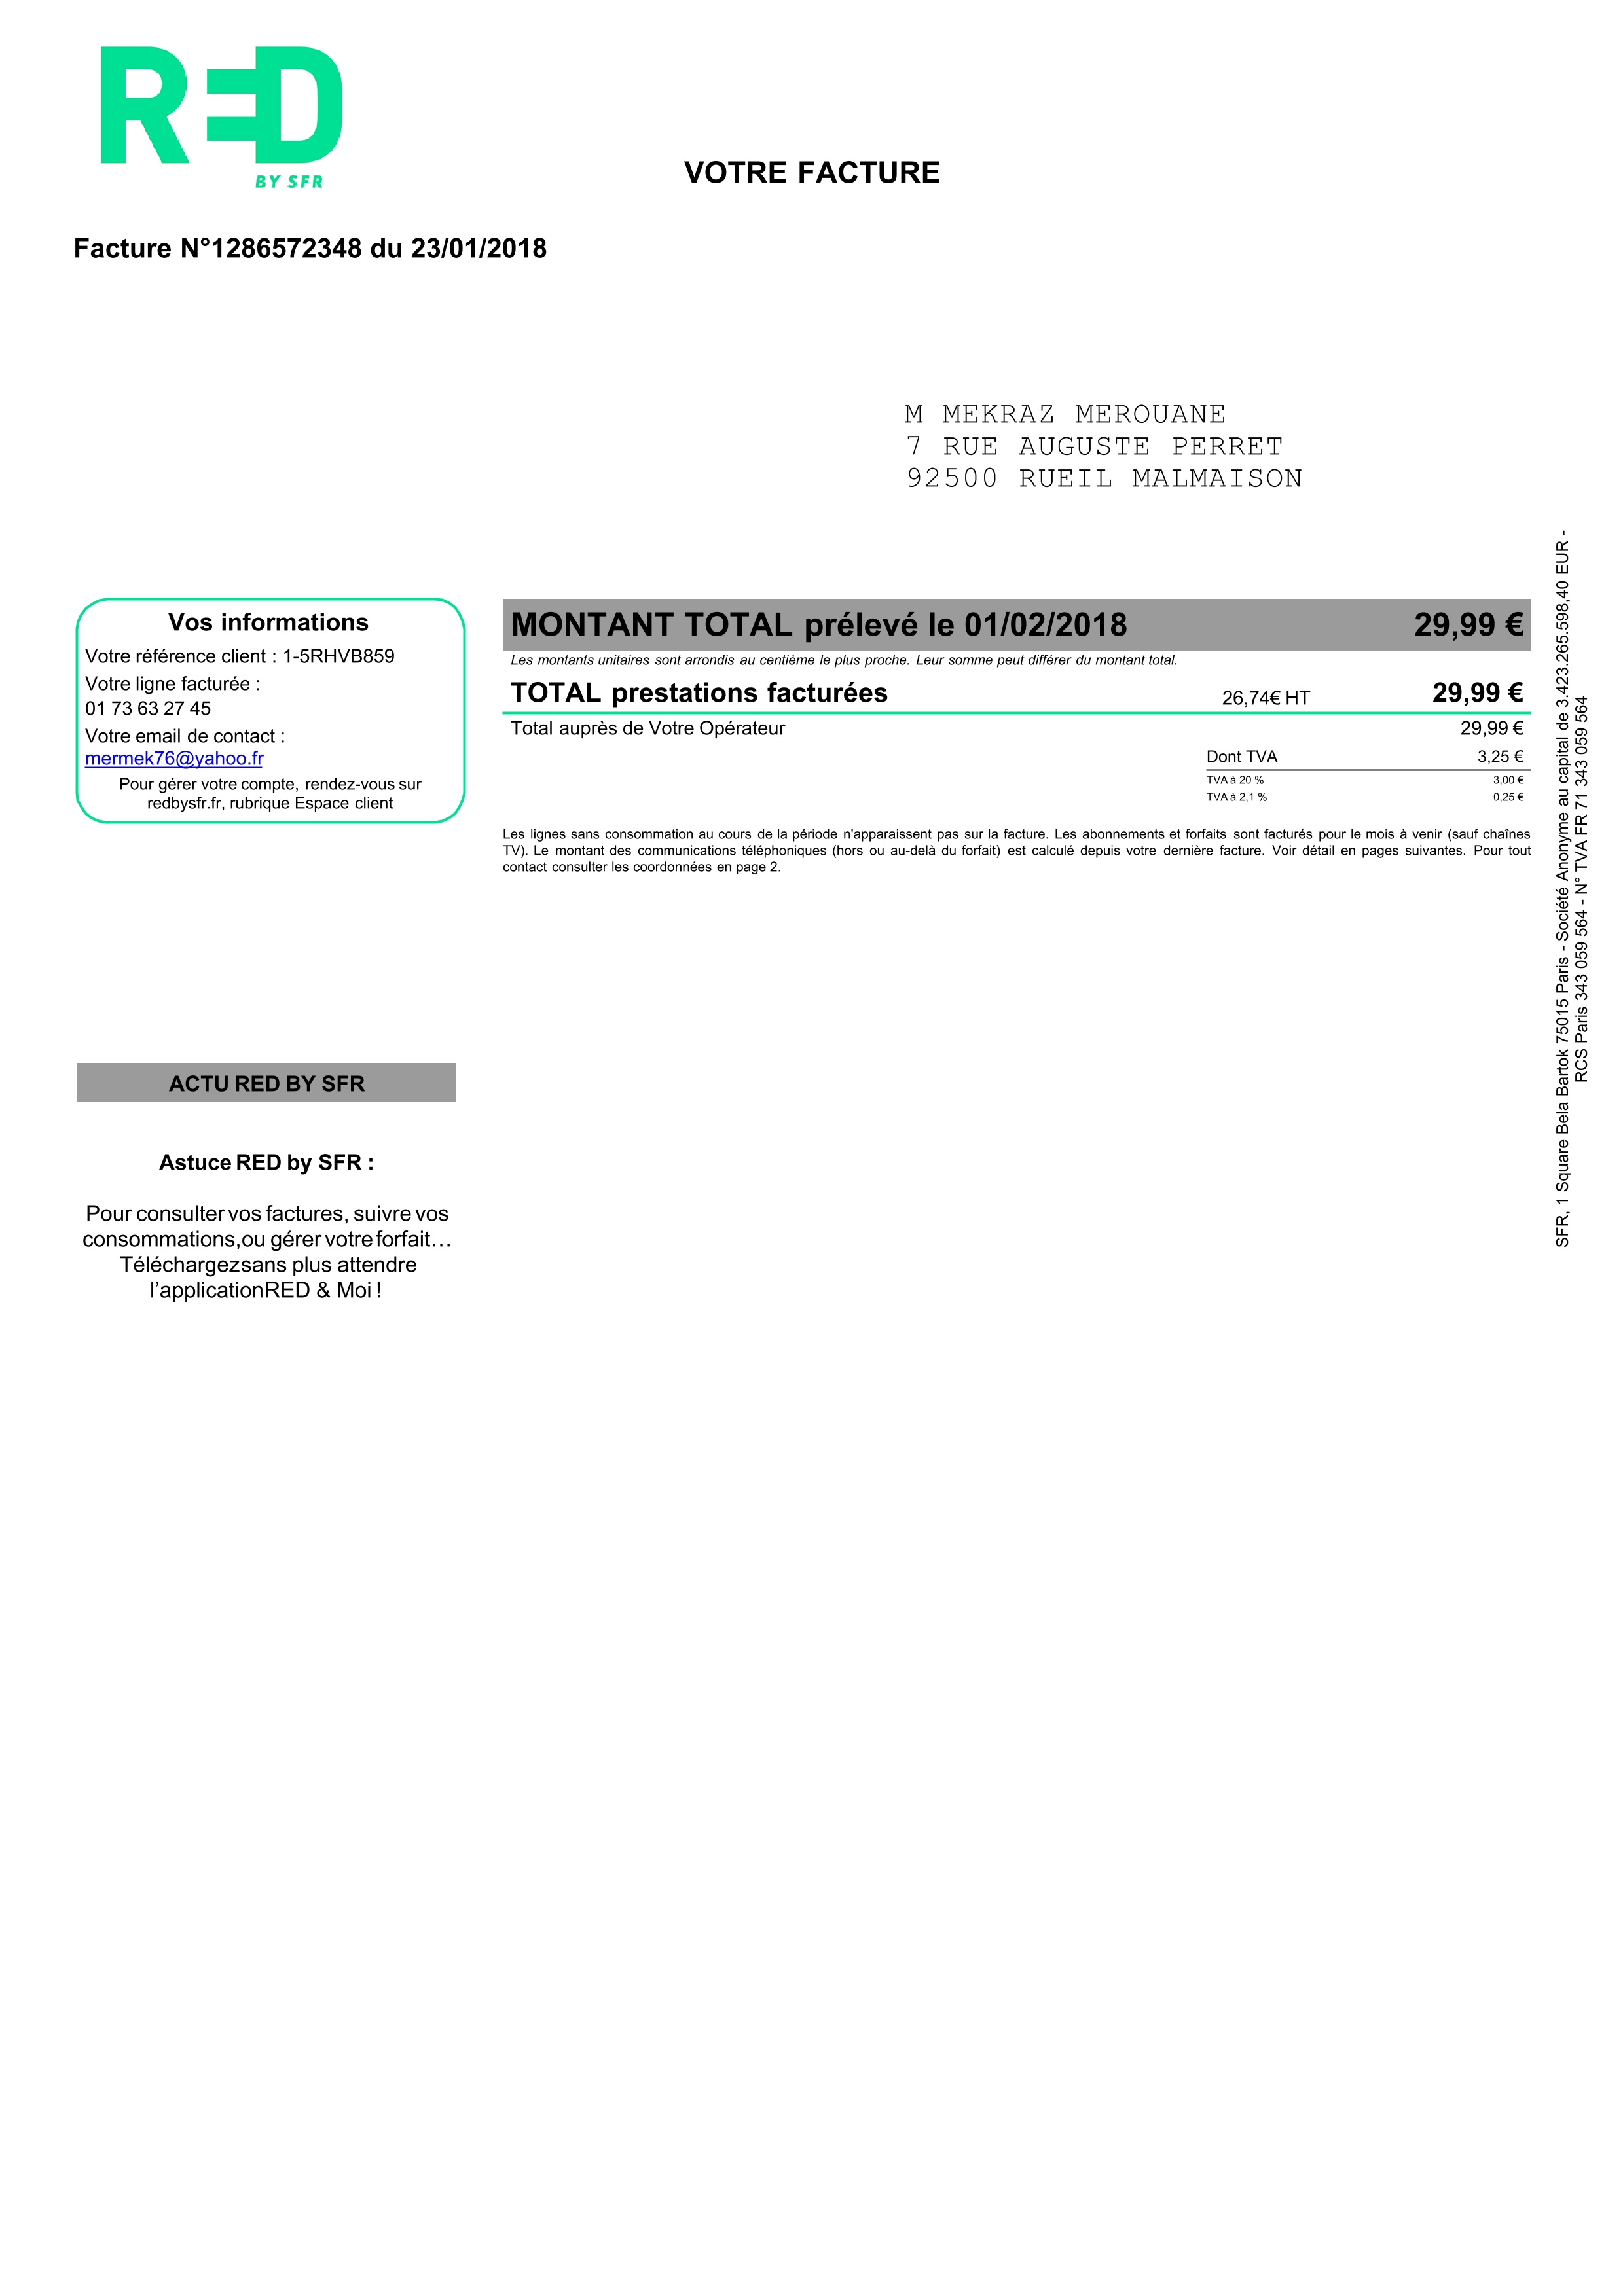 RED
BY SFR
VOTRE FACTURE
Facture N°1286572348 du 23/01/2018
M MEKRAZ MEROUANE
7 RUE AUGUSTE PERRET
92500 RUEIL MALMAISON
Vos informations
Votre référence client : 1-5RHVB859
Votre ligne facturée :
01 73 63 27 45
Votre email de contact :
mermek76@yahoo.fr
Pour gérer votre compte, rendez-vous sur
redbysfr.fr, rubrique Espace client
MONTANT TOTAL prélevé le 01/02/2018 29,99 €
Les montants unitaires sont arrondis au centième le plus proche. Leur somme peut différer du montant total.
TOTAL prestations facturées 26,74€ HT 29,99 €
Total auprès de Votre Opérateur 29,99 €
Dont TVA 3,25 €
TVA à 20 % 3,00 €
TVA à 2,1 % 0,25 €
Les lignes sans consommation au cours de la période n'apparaissent pas sur la facture. Les abonnements et forfaits sont facturés pour le mois à venir (sauf chaînes
TV). Le montant des communications téléphoniques (hors ou au-delà du forfait) est calculé depuis votre dernière facture. Voir détail en pages suivantes. Pour tout
contact consulter les coordonnées en page 2.
SFR, 1 Square Bela Bartok 75015 Paris - Société Anonyme au capital de 3.423.265.598,40 EUR -
RCS Paris 343 059 564 - N° TVA FR 71 343 059 564
ACTU RED BY SFR
Astuce RED by SFR :
Pour consulter vos factures, suivre vos
consommations,ou gérer votre forfait…
Téléchargez sans plus attendre
l’application RED & Moi !